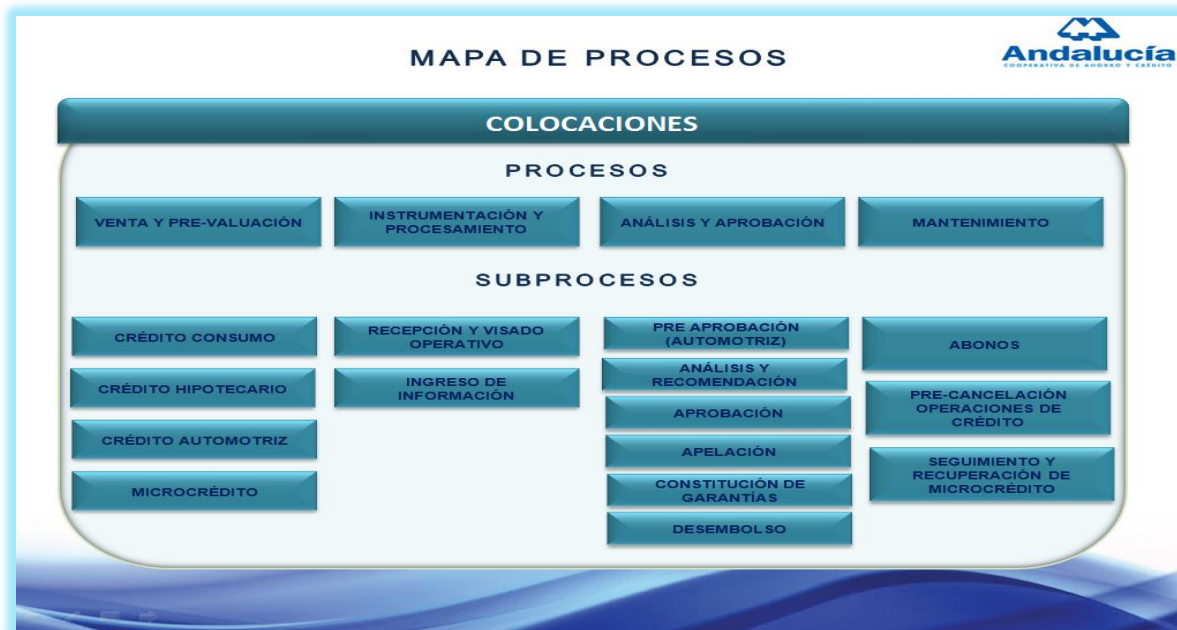 MAPA DE PROCESOS
Andalucía
COOPERATIVA DE AHORRO Y CRÉDITO
COLOCACIONES
PROCESOS
VENTA Y PRE-VALUACIÓN
INSTRUMENTACIÓN Y
PROCESAMIENTO
ANÁLISIS Y APROBACIÓN
MANTENIMIENTO
SUBPROCESOS
CRÉDITO CONSUMO
CRÉDITO HIPOTECARIO
CRÉDITO AUTOMOTRIZ
MICROCRÉDITO
RECEPCIÓN Y VISADO
OPERATIVO
INGRESO DE
INFORMACIÓN
PRE APROBACIÓN
(AUTOMOTRIZ)
ANÁLISIS Y
RECOMENDACIÓN
APROBACIÓN
APELACIÓN
CONSTITUCIÓN DE
GARANTÍAS
DESEMBOLSO
ABONOS
PRE-CANCELACIÓN
OPERACIONES DE
CRÉDITO
SEGUIMIENTO Y
RECUPERACIÓN DE
MICROCRÉDITO